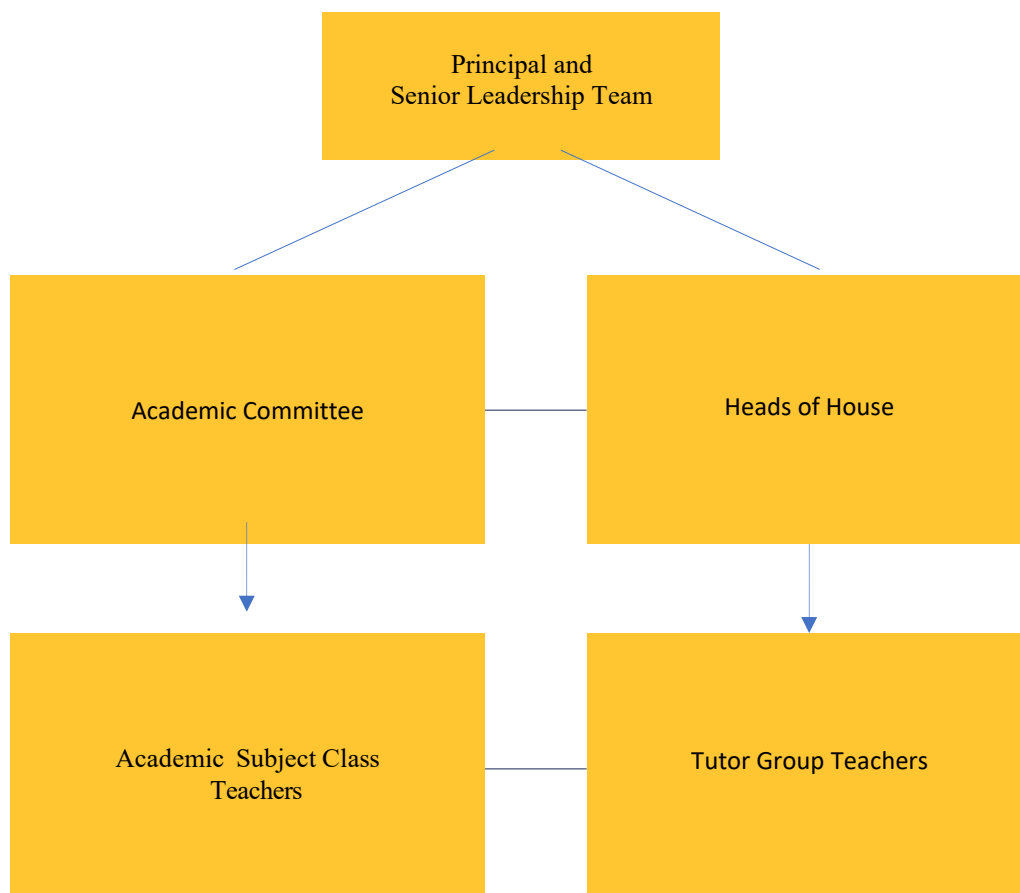 Principal and
Senior Leadership Team
Academic Committee
Heads of House
Academic  Subject Class
Teachers
Tutor Group Teachers